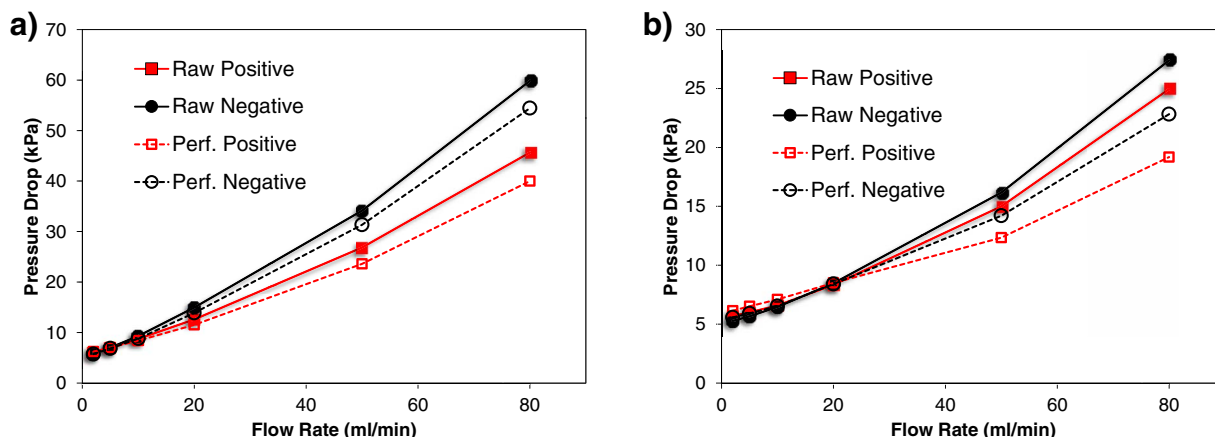 a)
70
60
50
40
30
20
10
0
Pressure Drop (kPa)
Raw Positive
Raw Negative
Perf. Positive
Perf. Negative
0 20 40 60 80
Flow Rate (ml/min)
b)
30
25
20
15
10
5
0
Pressure Drop (kPa)
Raw Positive
Raw Negative
Perf. Positive
Perf. Negative
0 20 40 60 80
Flow Rate (ml/min)